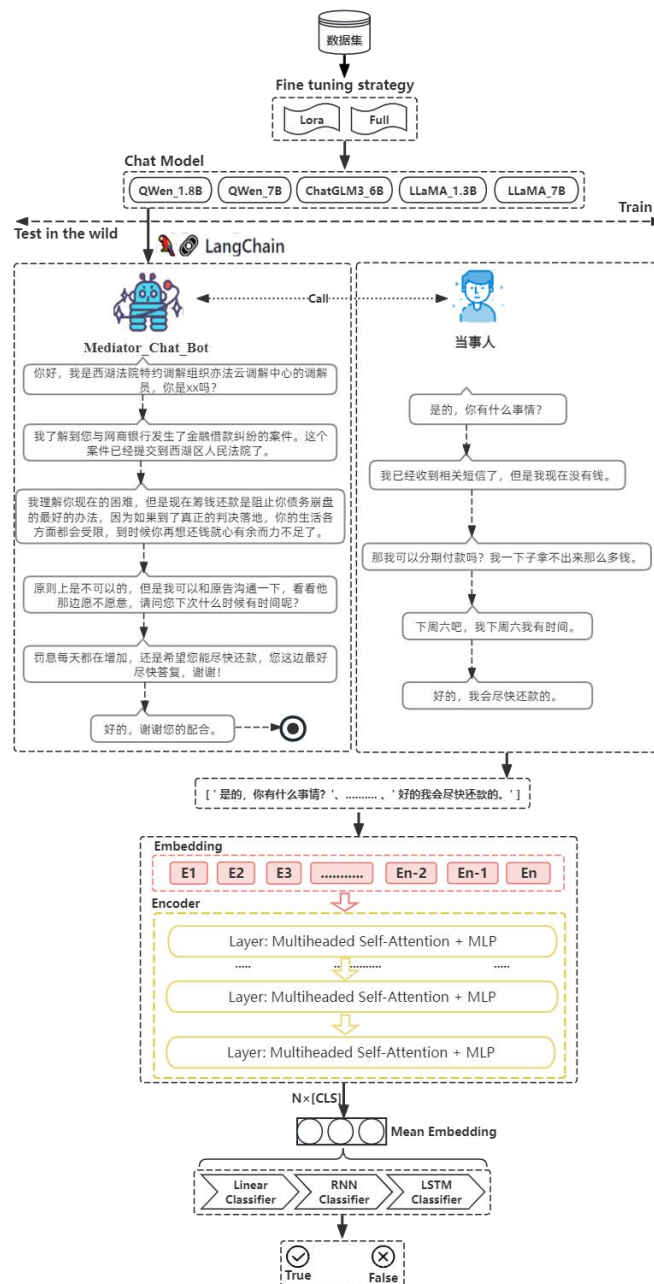 数据集
Fine tuning strategy
Lora
Full
Chat Model
QWen_1.8B
QWen_7B
ChatGLM3_6B
LLaMA_1.3B
LLaMA_7B
Train
Test in the wild
LangChain
Call
Mediator_Chat_Bot
当事人
你好，我是西湖法院特约调解组织亦法云调解中心的调解
员，你是xx吗？
是的，你有什么事情？
我了解到您与网商银行发生了金融借款纠纷的案件。这个
案件已经提交到西湖区人民法院了。
我已经收到相关短信了，但是我现在没有钱。
我理解你现在的困难，但是现在筹钱还款是阻止你债务崩盘
的最好的办法，因为如果到了真正的判决落地，你的生活各
方面都会受限，到时候你再想还钱就心有余而力不足了。
那我可以分期付款吗？我一下子拿不出来那么多钱。
原则上是不可以的，但是我可以和原告沟通一下，看看他
那边愿不愿意，请问您下次什么时候有时间呢？
下周六吧，我下周六我有时间。
罚息每天都在增加，还是希望您能尽快还款，您这边最好
尽快答复，谢谢！
好的，我会尽快还款的。
好的，谢谢您的配合。
[ ' 是的，你有什么事情？'、.......... 、' 好的我会尽快还款的。' ]
Embedding
E1
E2
E3
...........
En-2
En-1
En
Encoder
Layer: Multiheaded Self-Attention + MLP
..... ............... .....
Layer: Multiheaded Self-Attention + MLP
Layer: Multiheaded Self-Attention + MLP
N×[CLS]
Mean Embedding
Linear
Classifier
RNN
Classifier
LSTM
Classifier
True
False